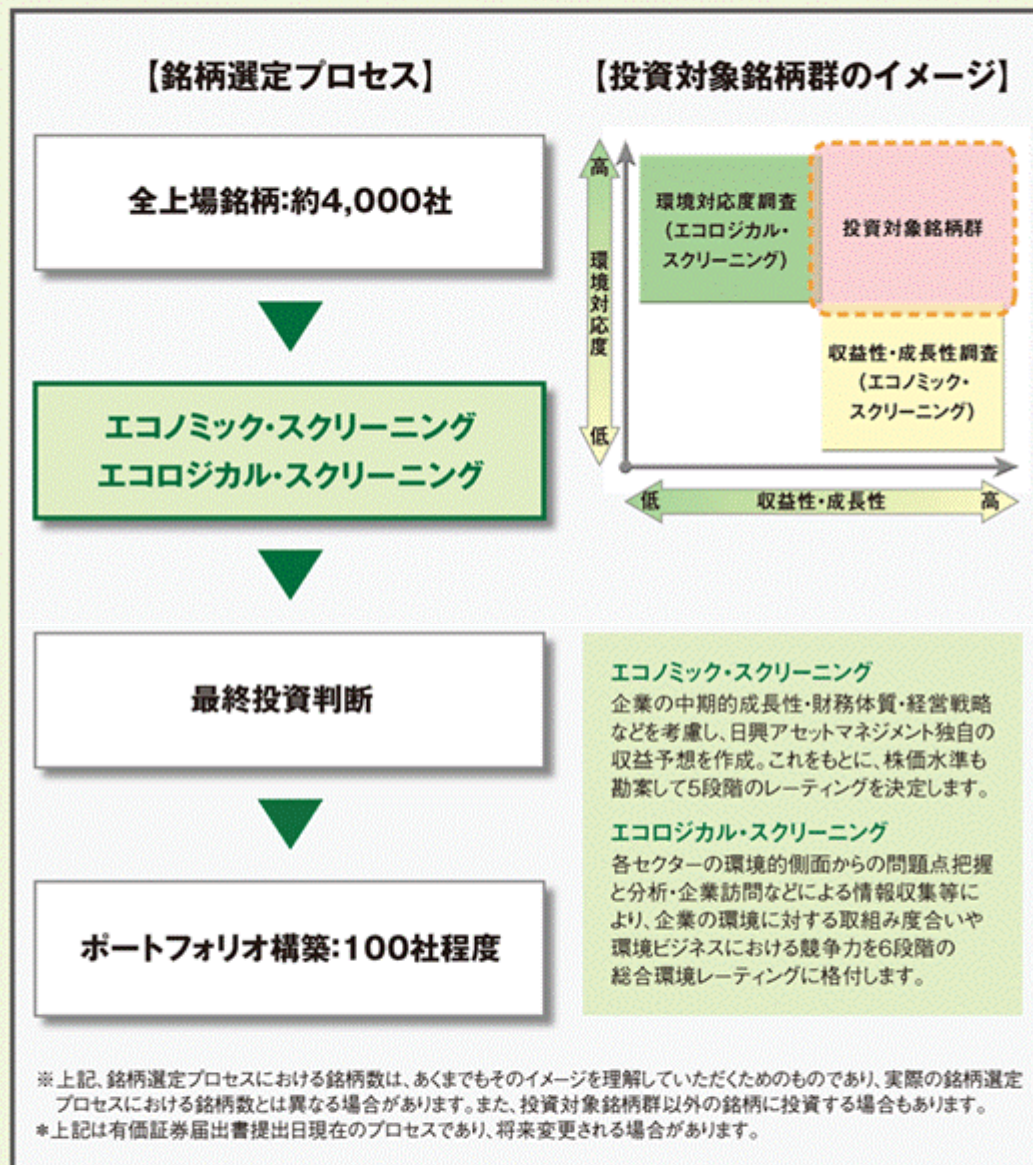 【銘柄選定プロセス】
全上場銘柄:約4,000社
エコノミック・スクリーニング
エコロジカル・スクリーニング
最終投資判断
ポートフォリオ構築:100社程度
【投資対象銘柄群のイメージ】
高
環境対応度
低
環境対応度調査
(エコロジカル・
スクリーニング)
投資対象銘柄群
収益性・成長性調査
(エコノミック・
スクリーニング)
低
収益性・成長性
高
エコノミック・スクリーニング
企業の中期的成長性・財務体質・経営戦略
などを考慮し、日興アセットマネジメント独自の
収益予想を作成。これをもとに、株価水準も
勘案して5段階のレーティングを決定します。
エコロジカル・スクリーニング
各セクターの環境的側面からの問題点把握
と分析・企業訪問などによる情報収集等に
より、企業の環境に対する取組み度合いや
環境ビジネスにおける競争力を6段階の
総合環境レーティングに格付します。
※上記、銘柄選定プロセスにおける銘柄数は、あくまでもそのイメージを理解していただくためのものであり、実際の銘柄選定
プロセスにおける銘柄数とは異なる場合があります。また、投資対象銘柄群以外の銘柄に投資する場合もあります。
*上記は有価証券届出書提出日現在のプロセスであり、将来変更される場合があります。